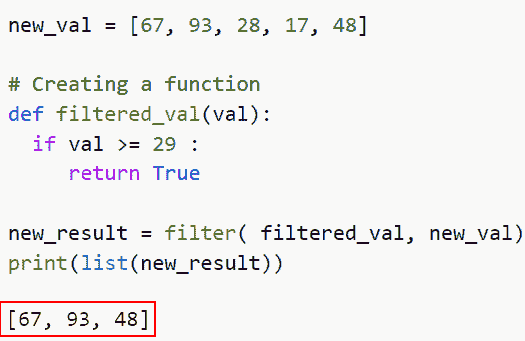 new_val = [67, 93, 28, 17, 48]
# Creating a function
def filtered_val(val):
  if val >= 29 :
     return True
new_result = filter( filtered_val, new_val)
print(list(new_result))
[67, 93, 48]